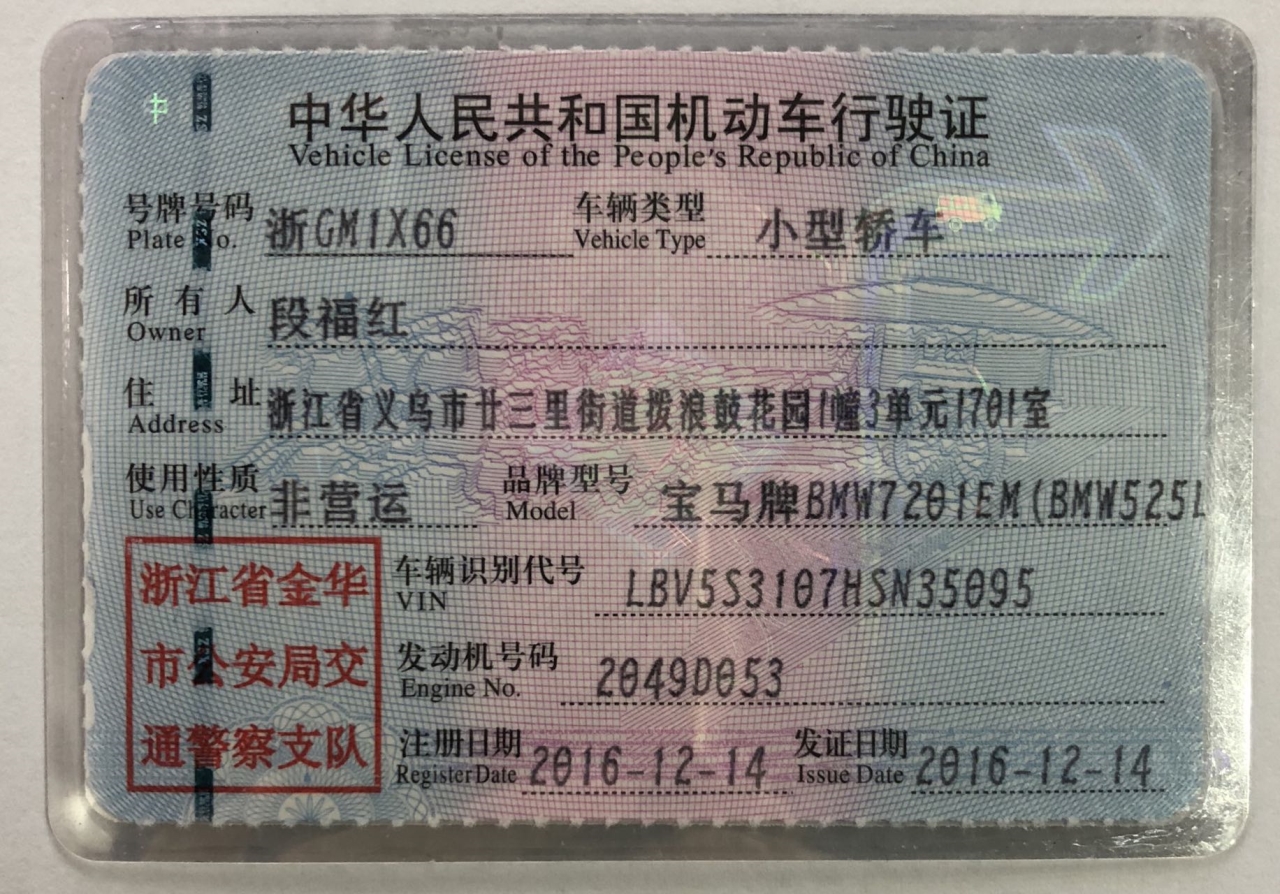 中华人民共和国机动车行驶证
Vehicle License of the People's Republic of China
号牌号码 浙GM1X66 车辆类型 小型轿车
Plate No. Vehicle Type
所有人 段福红
Owner
住址 浙江省义乌市廿三里街道拨浪鼓花园1幢3单元1701室
Address
使用性质 非营运 品牌型号 宝马牌BMW7201EM(BMW525L
Use Character Model
浙江省金华
市公安局交
通警察支队
车辆识别代号 LBV5S3107HSN35095
VIN
发动机号码 2049D053
Engine No.
注册日期 2016-12-14 发证日期 2016-12-14
Register Date Issue Date